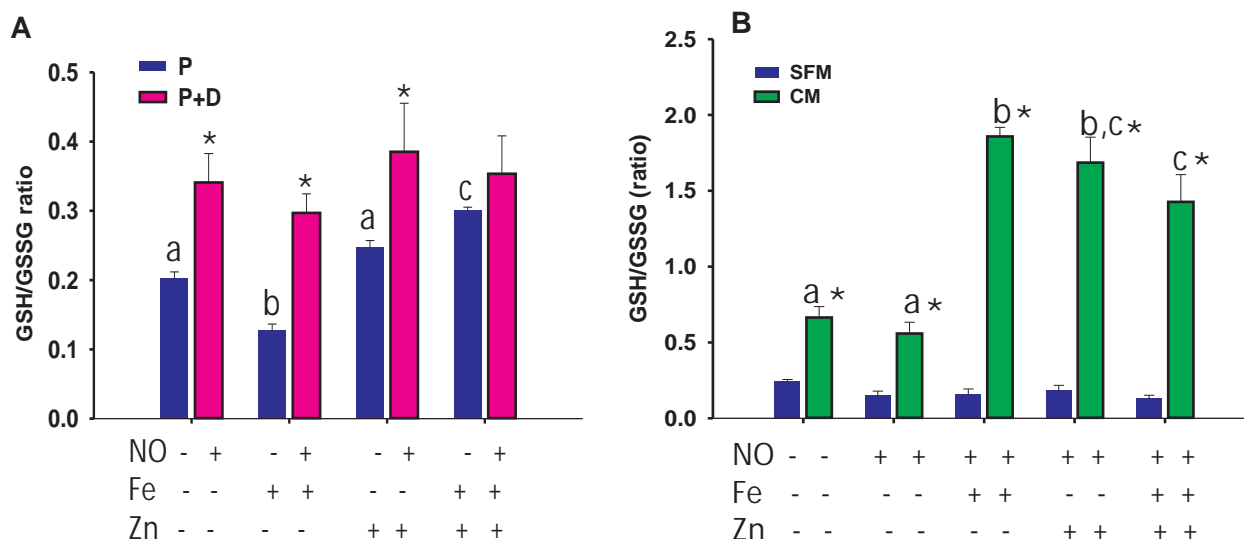 A
P
P+D
GSH/GSSG ratio
0.5
0.4
0.3
0.2
0.1
0.0
a
*
b
*
a
*
c
NO - + - + - + - +
Fe - - + + - - + +
Zn - - - - + + + +
B
SFM
CM
GSH/GSSG (ratio)
2.5
2.0
1.5
1.0
0.5
0.0
a *
a *
b *
b,c *
c *
NO - - + + + + + + + +
Fe - - - - + + - - + +
Zn - - - - - - + + + +